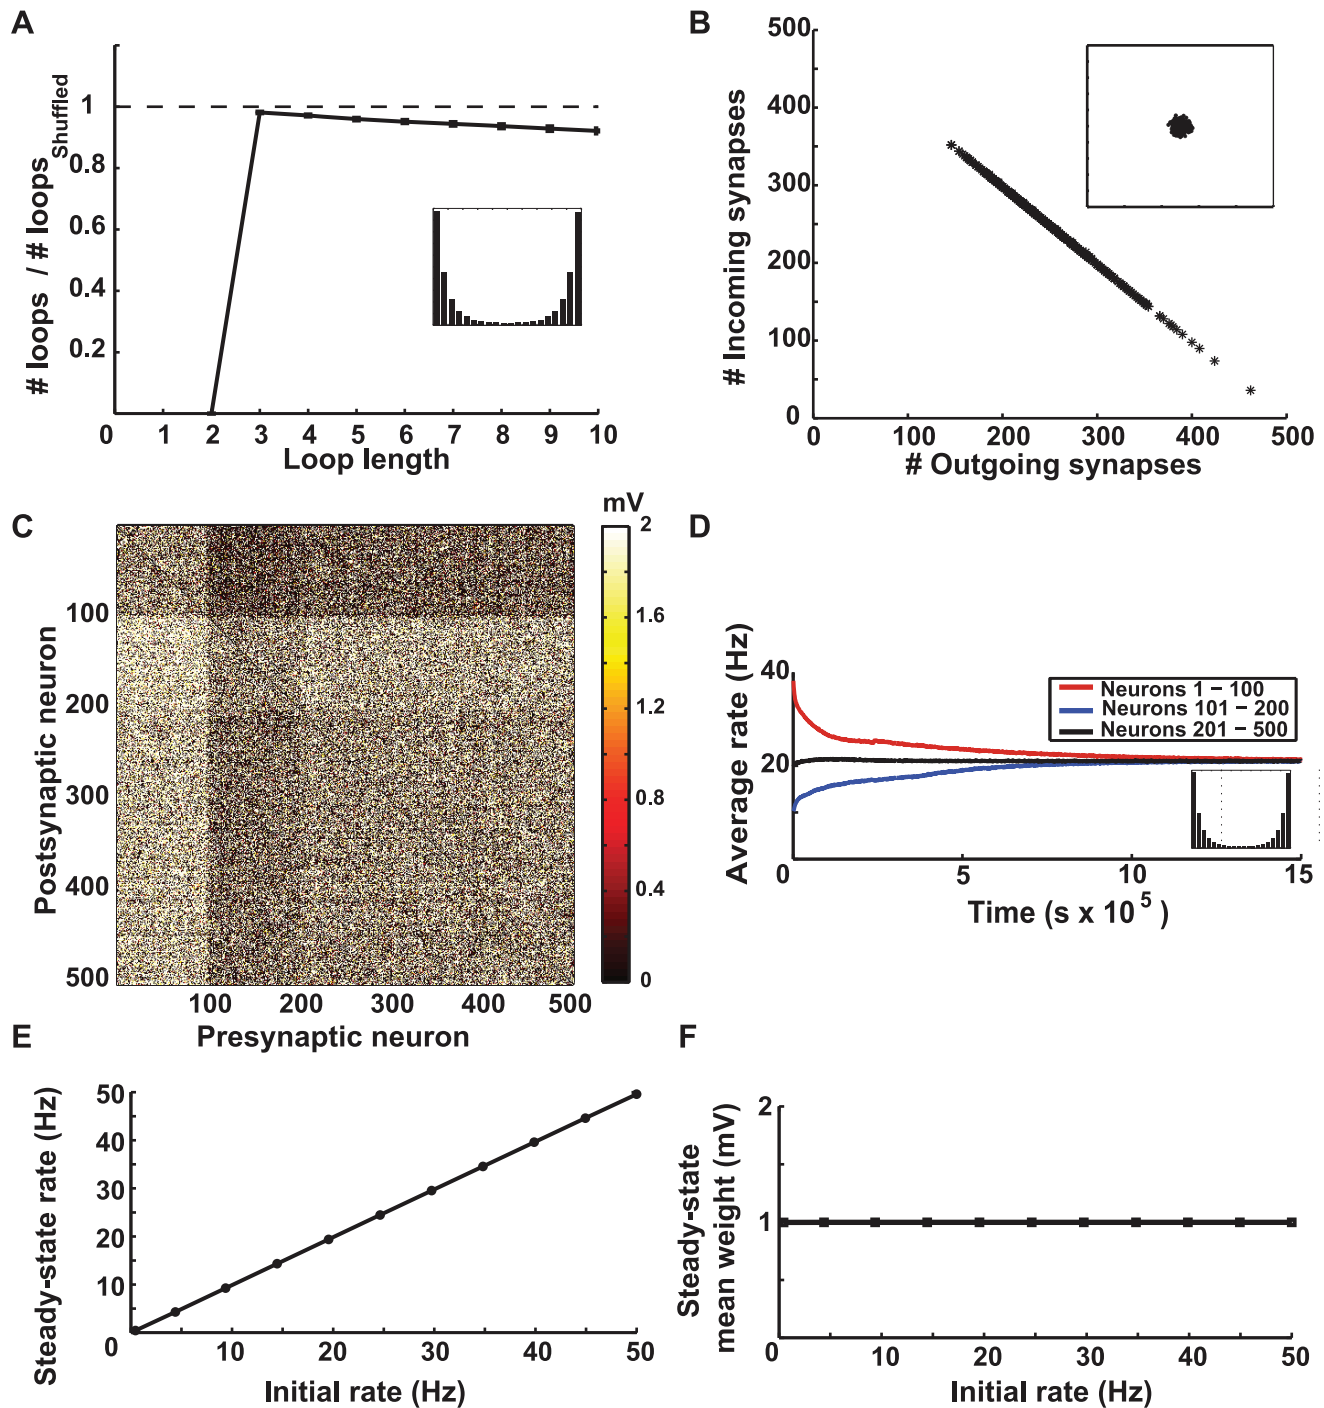 A
# loops / # loops Shuffled
1
0.8
0.6
0.4
0.2
0 1 2 3 4 5 6 7 8 9 10
Loop length
B
# Incoming synapses
500
400
300
200
100
0
0 100 200 300 400 500
# Outgoing synapses
C
mV
2
1.6
1.2
0.8
0.4
0
Postsynaptic neuron
100
200
300
400
500
100 200 300 400 500
Presynaptic neuron
D
Average rate (Hz)
40
20
0
Neurons 1 – 100
Neurons 101 – 200
Neurons 201 – 500
0 5 10 15
Time (s x 10 5 )
E
Steady-state rate (Hz)
50
40
30
20
10
0
10 20 30 40 50
Initial rate (Hz)
F
Steady-state
mean weight (mV)
2
1
0
0 10 20 30 40 50
Initial rate (Hz)